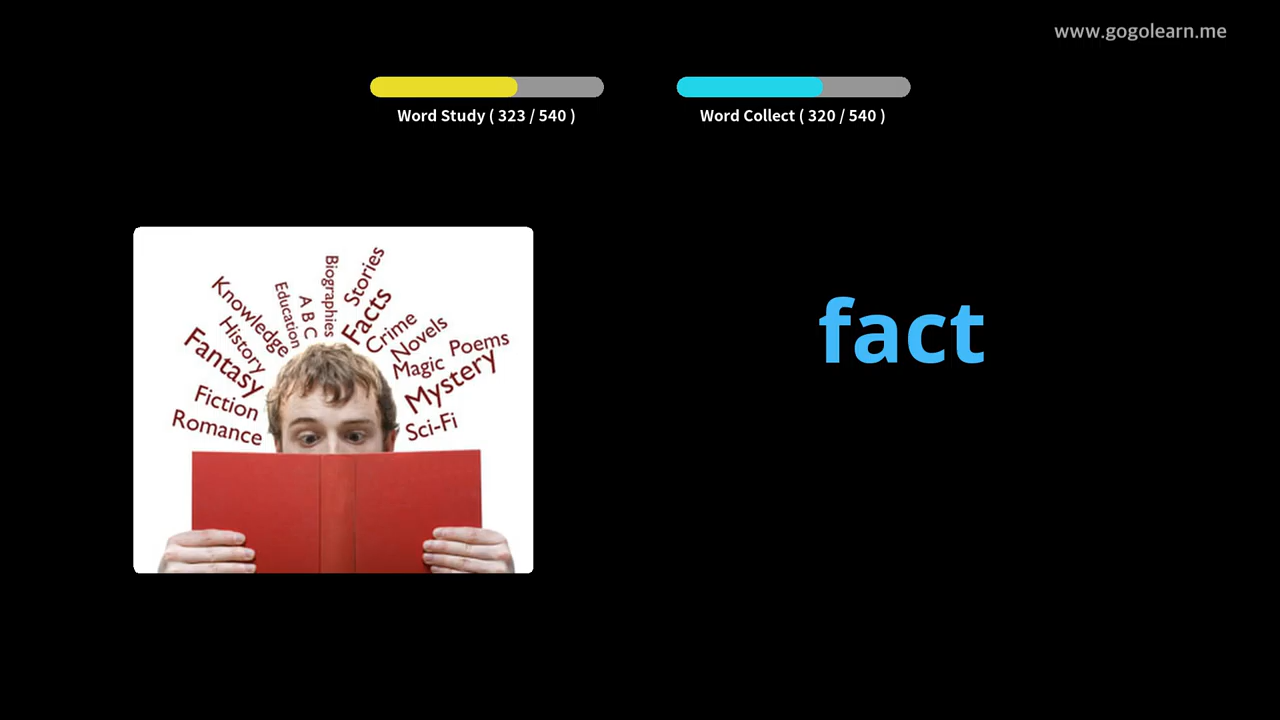 www.gogolearn.me
Word Study ( 323 / 540 )
Word Collect ( 320 / 540 )
Romance
Fiction
Fantasy
History
Knowledge
Education
A B C
Biographies
Stories
Facts
Crime
Novels
Magic
Poems
Mystery
Sci-Fi
fact